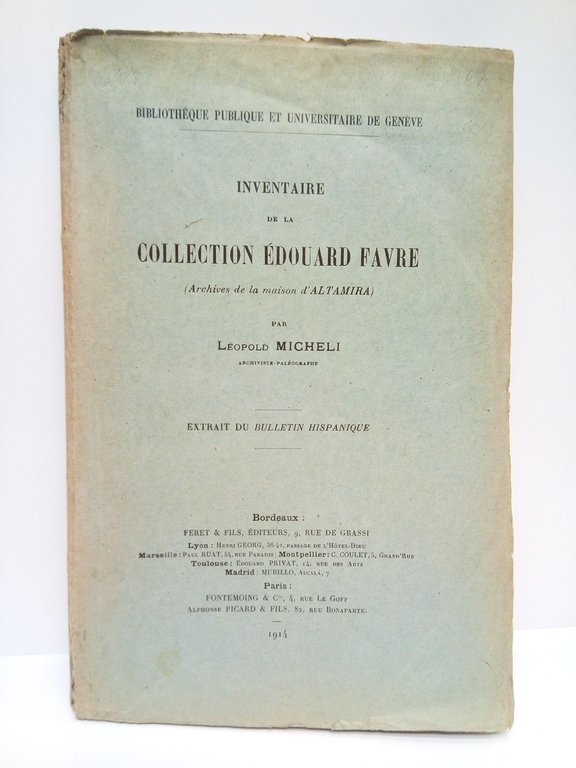 BIBLIOTHÈQUE PUBLIQUE ET UNIVERSITAIRE DE GENÈVE
INVENTAIRE
DE LA
COLLECTION ÉDOUARD FAVRE
(Archives de la maison d'ALTAMIRA)
PAR
LÉOPOLD MICHELI
ARCHIVISTE-PALÉOGRAPHE
EXTRAIT DU BULLETIN HISPANIQUE
Bordeaux :
FERET & FILS, ÉDITEURS, 9, RUE DE GRASSI
Lyon : HENRI GEORG, 36-42, PASSAGE DE L'HÔTEL-DIEU
Marseille : PAUL RUAT, 54, RUE PARADIS; Montpellier : C. COULET, 5, GRAND'RUE
Toulouse : ÉDOUARD PRIVAT, 14, RUE DES ARTS
Madrid : MURILLO, ALCALÁ, 7
Paris :
FONTEMOING & Cie, 4, RUE LE GOFF
ALPHONSE PICARD & FILS, 82, RUE BONAPARTE.
1914